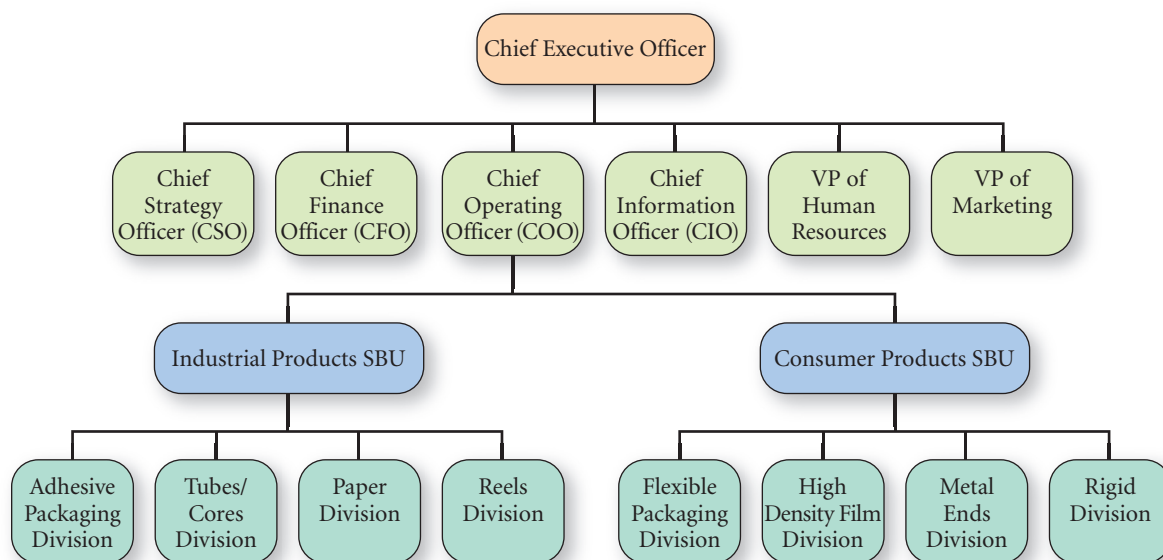 Chief Executive Officer
Chief
Strategy
Officer (CSO)
Chief
Finance
Officer (CFO)
Chief
Operating
Officer (COO)
Chief
Information
Officer (CIO)
VP of
Human
Resources
VP of
Marketing
Industrial Products SBU
Consumer Products SBU
Adhesive
Packaging
Division
Tubes/
Cores
Division
Paper
Division
Reels
Division
Flexible
Packaging
Division
High
Density Film
Division
Metal
Ends
Division
Rigid
Division